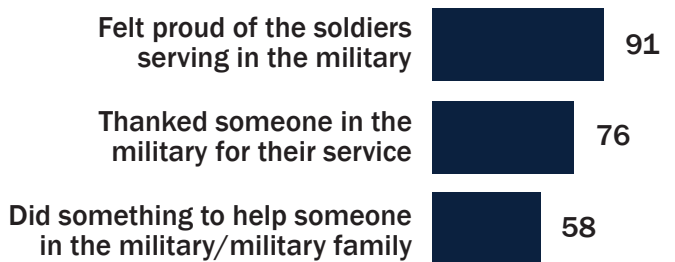 Felt proud of the soldiers
serving in the military
91
Thanked someone in the
military for their service
76
Did something to help someone
in the military/military family
58